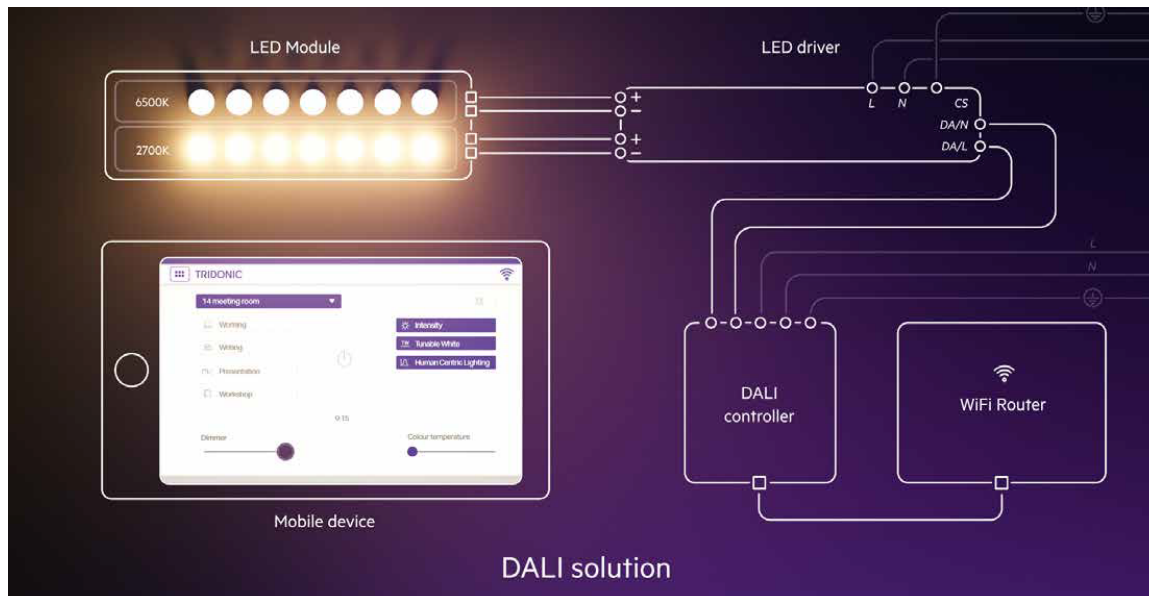 LED Module
LED driver
6500K
2700K
+
−
+
−
L
N
CS
DA/N
DA/L
L
N
TRIDONIC
14 meeting room
Working
Writing
Presentation
Workshop
Intensity
Tunable White
Human Centric Lighting
9:15
Dimmer
Colour temperature
Mobile device
DALI
controller
WiFi Router
DALI solution